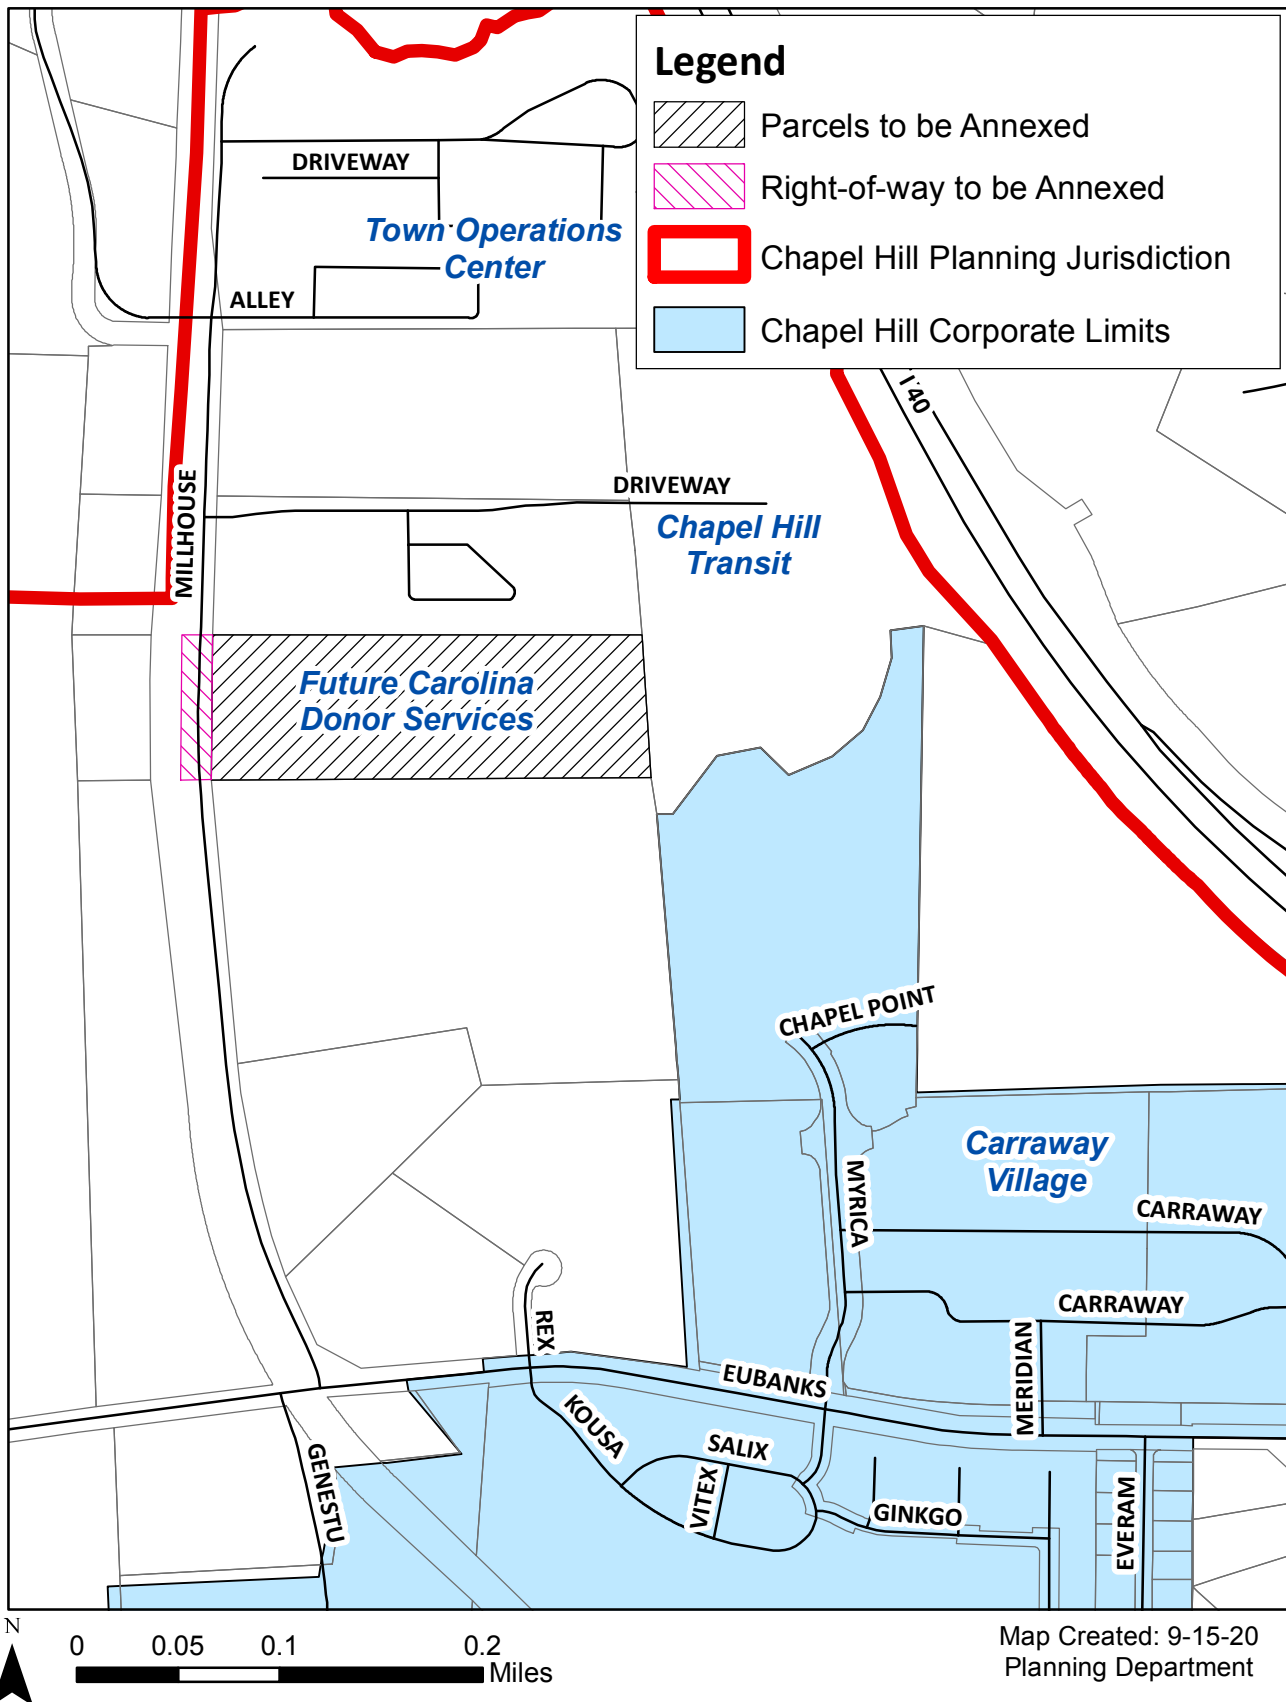 Legend
Parcels to be Annexed
Right-of-way to be Annexed
Chapel Hill Planning Jurisdiction
Chapel Hill Corporate Limits
DRIVEWAY
Town Operations
Center
ALLEY
I 40
MILLHOUSE
DRIVEWAY
Chapel Hill
Transit
Future Carolina
Donor Services
CHAPEL POINT
Carraway
Village
MYRICA
CARRAWAY
CARRAWAY
REX
MERIDIAN
EUBANKS
KOUSA
SALIX
VITEX
GENESTU
GINKGO
EVERAM
N
0 0.05 0.1 0.2
Miles
Map Created: 9-15-20
Planning Department